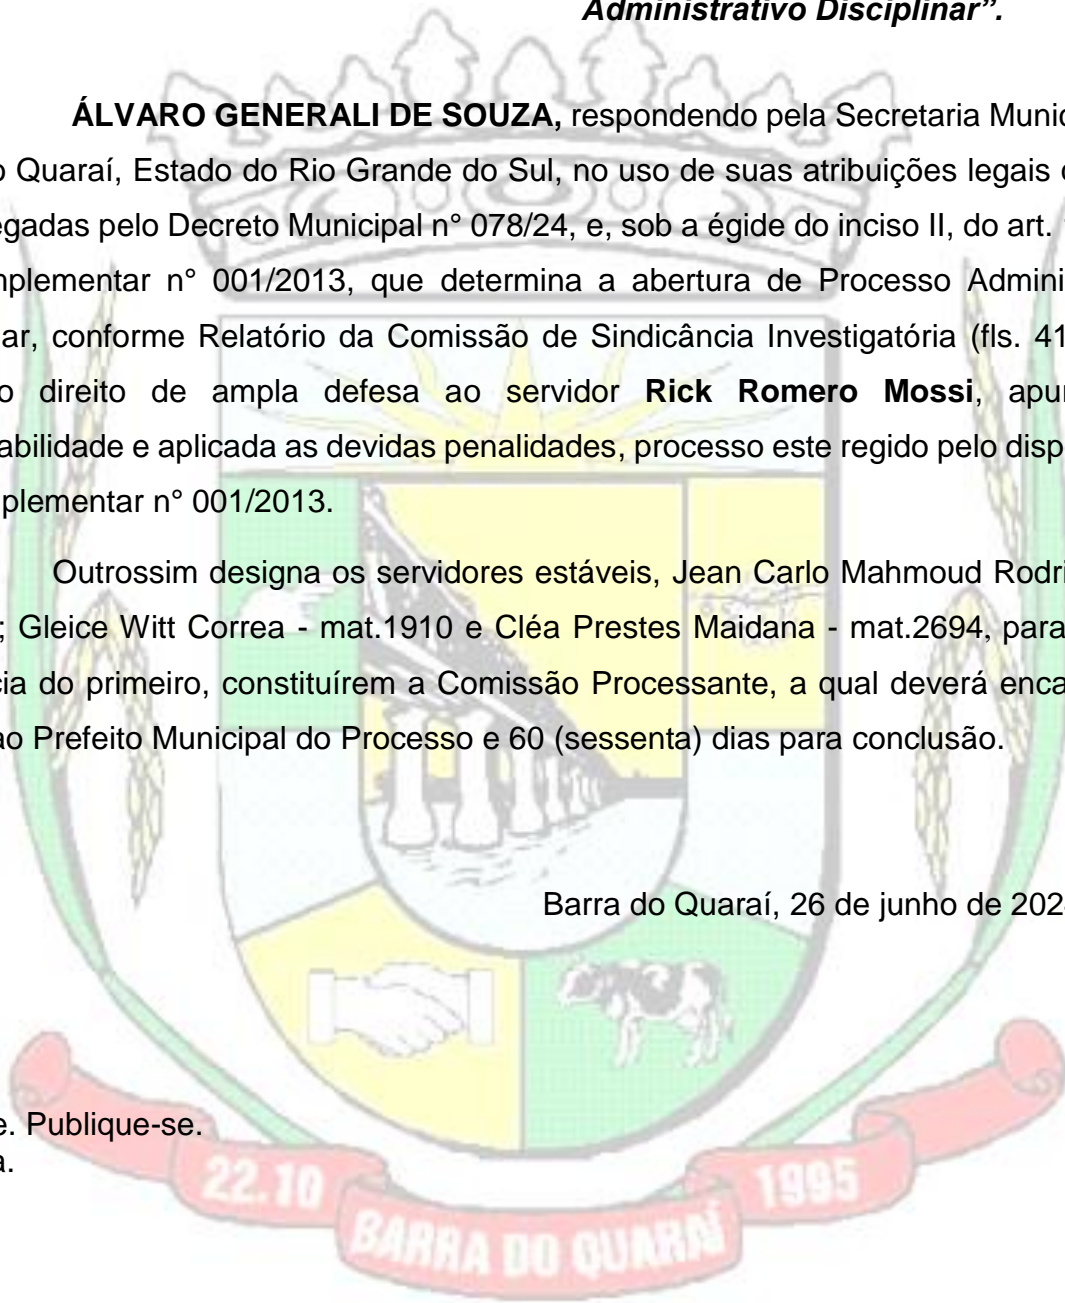 Administrativo Disciplinar”.
ÁLVARO GENERALI DE SOUZA, respondendo pela Secretaria Munic
o Quaraí, Estado do Rio Grande do Sul, no uso de suas atribuições legais
egadas pelo Decreto Municipal n° 078/24, e, sob a égide do inciso II, do art.
nplementar n° 001/2013, que determina a abertura de Processo Admini
ar, conforme Relatório da Comissão de Sindicância Investigatória (fls. 41
o direito de ampla defesa ao servidor Rick Romero Mossi, apu
abilidade e aplicada as devidas penalidades, processo este regido pelo disp
plementar n° 001/2013.
Outrossim designa os servidores estáveis, Jean Carlo Mahmoud Rodri
; Gleice Witt Correa - mat.1910 e Cléa Prestes Maidana - mat.2694, para
cia do primeiro, constituírem a Comissão Processante, a qual deverá enca
ao Prefeito Municipal do Processo e 60 (sessenta) dias para conclusão.
Barra do Quaraí, 26 de junho de 202
e. Publique-se.
a.
22.10
1995
BARRA DO QUARAÍ